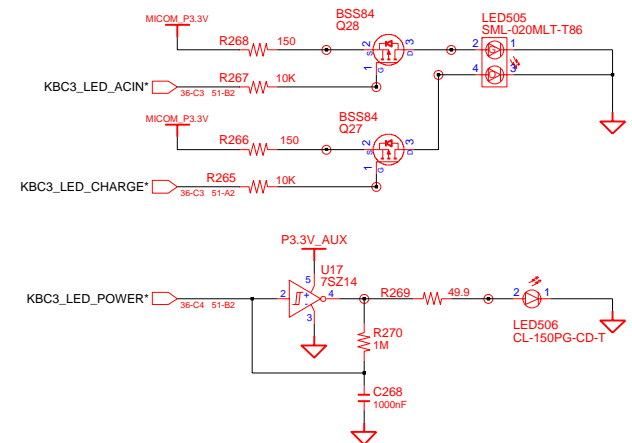 MICOM_P3.3V
BSS84
Q28
LED505
SML-020MLT-T86
R268 150
2 S 3 D
1 G
2 1
4 3
KBC3_LED_ACIN*
36-C3 51-B2
R267 10K
MICOM_P3.3V
BSS84
Q27
R266 150
2 S 3 D
1 G
KBC3_LED_CHARGE*
36-C3 51-A2
R265 10K
P3.3V_AUX
5
U17
7SZ14
KBC3_LED_POWER*
36-C4 51-B2
2 + - 4
3
R269 49.9
2 1
LED506
CL-150PG-CD-T
R270
1M
C268
1000nF